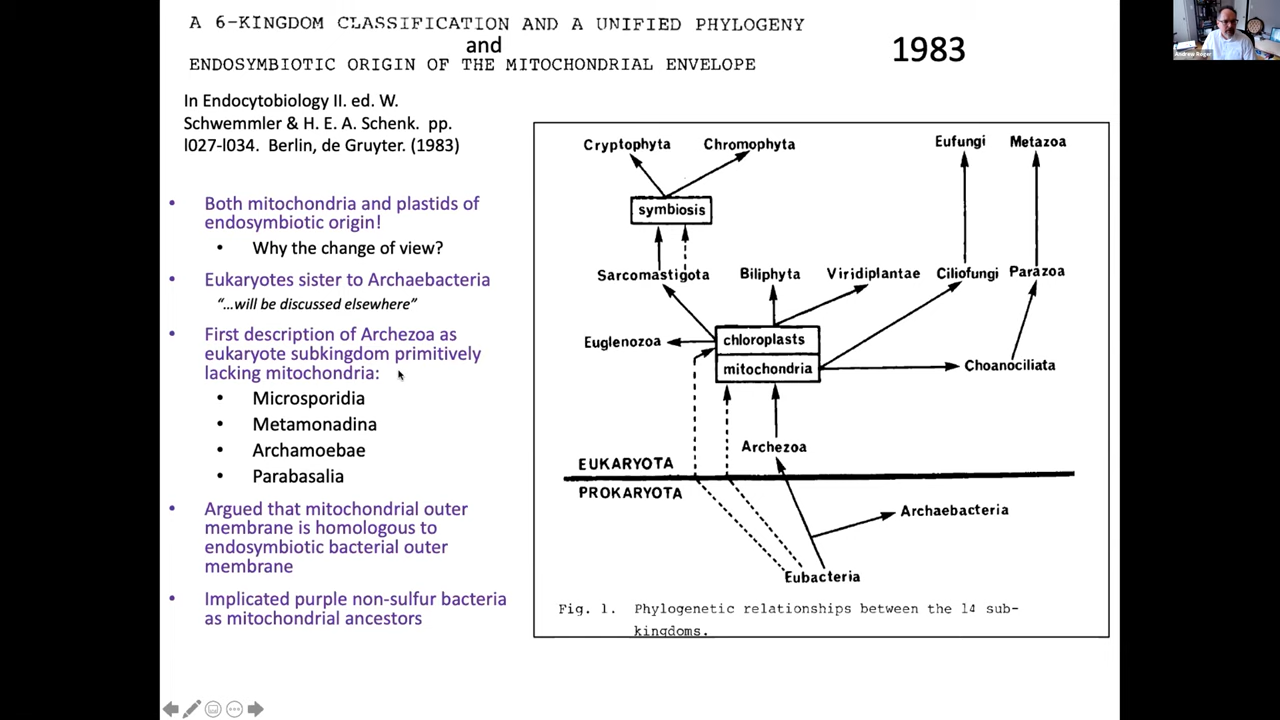 A 6-KINGDOM CLASSIFICATION AND A UNIFIED PHYLOGENY
and
ENDOSYMBIOTIC ORIGIN OF THE MITOCHONDRIAL ENVELOPE
1983
Andrew Roger
In Endocytobiology II. ed. W.
Schwemmler & H. E. A. Schenk. pp.
l027-l034. Berlin, de Gruyter. (1983)
• Both mitochondria and plastids of
endosymbiotic origin!
• Why the change of view?
• Eukaryotes sister to Archaebacteria
“…will be discussed elsewhere”
• First description of Archezoa as
eukaryote subkingdom primitively
lacking mitochondria:
• Microsporidia
• Metamonadina
• Archamoebae
• Parabasalia
• Argued that mitochondrial outer
membrane is homologous to
endosymbiotic bacterial outer
membrane
• Implicated purple non-sulfur bacteria
as mitochondrial ancestors
Cryptophyta Chromophyta Eufungi Metazoa
symbiosis
Sarcomastigota Biliphyta Viridiplantae Ciliofungi Parazoa
Euglenozoa chloroplasts
mitochondria Choanociliata
Archezoa
EUKARYOTA
PROKARYOTA
Archaebacteria
Eubacteria
Fig. 1. Phylogenetic relationships between the 14 sub-
kingdoms.